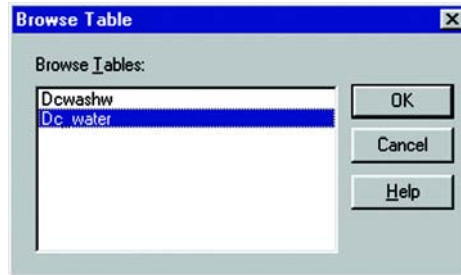 Browse Table
Browse Tables:
Dcwashw
Dc_water
OK
Cancel
Help